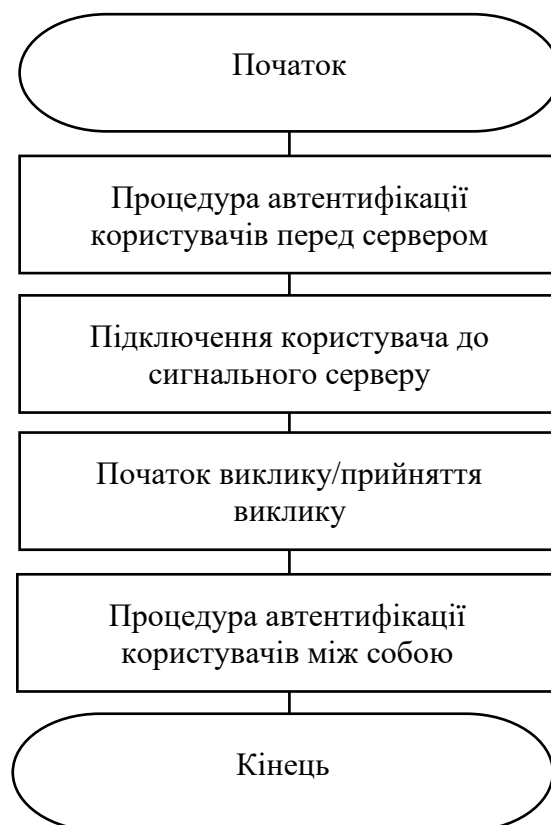 Початок
Процедура автентифікації
користувачів перед сервером
Підключення користувача до
сигнального серверу
Початок виклику/прийняття
виклику
Процедура автентифікації
користувачів між собою
Кінець